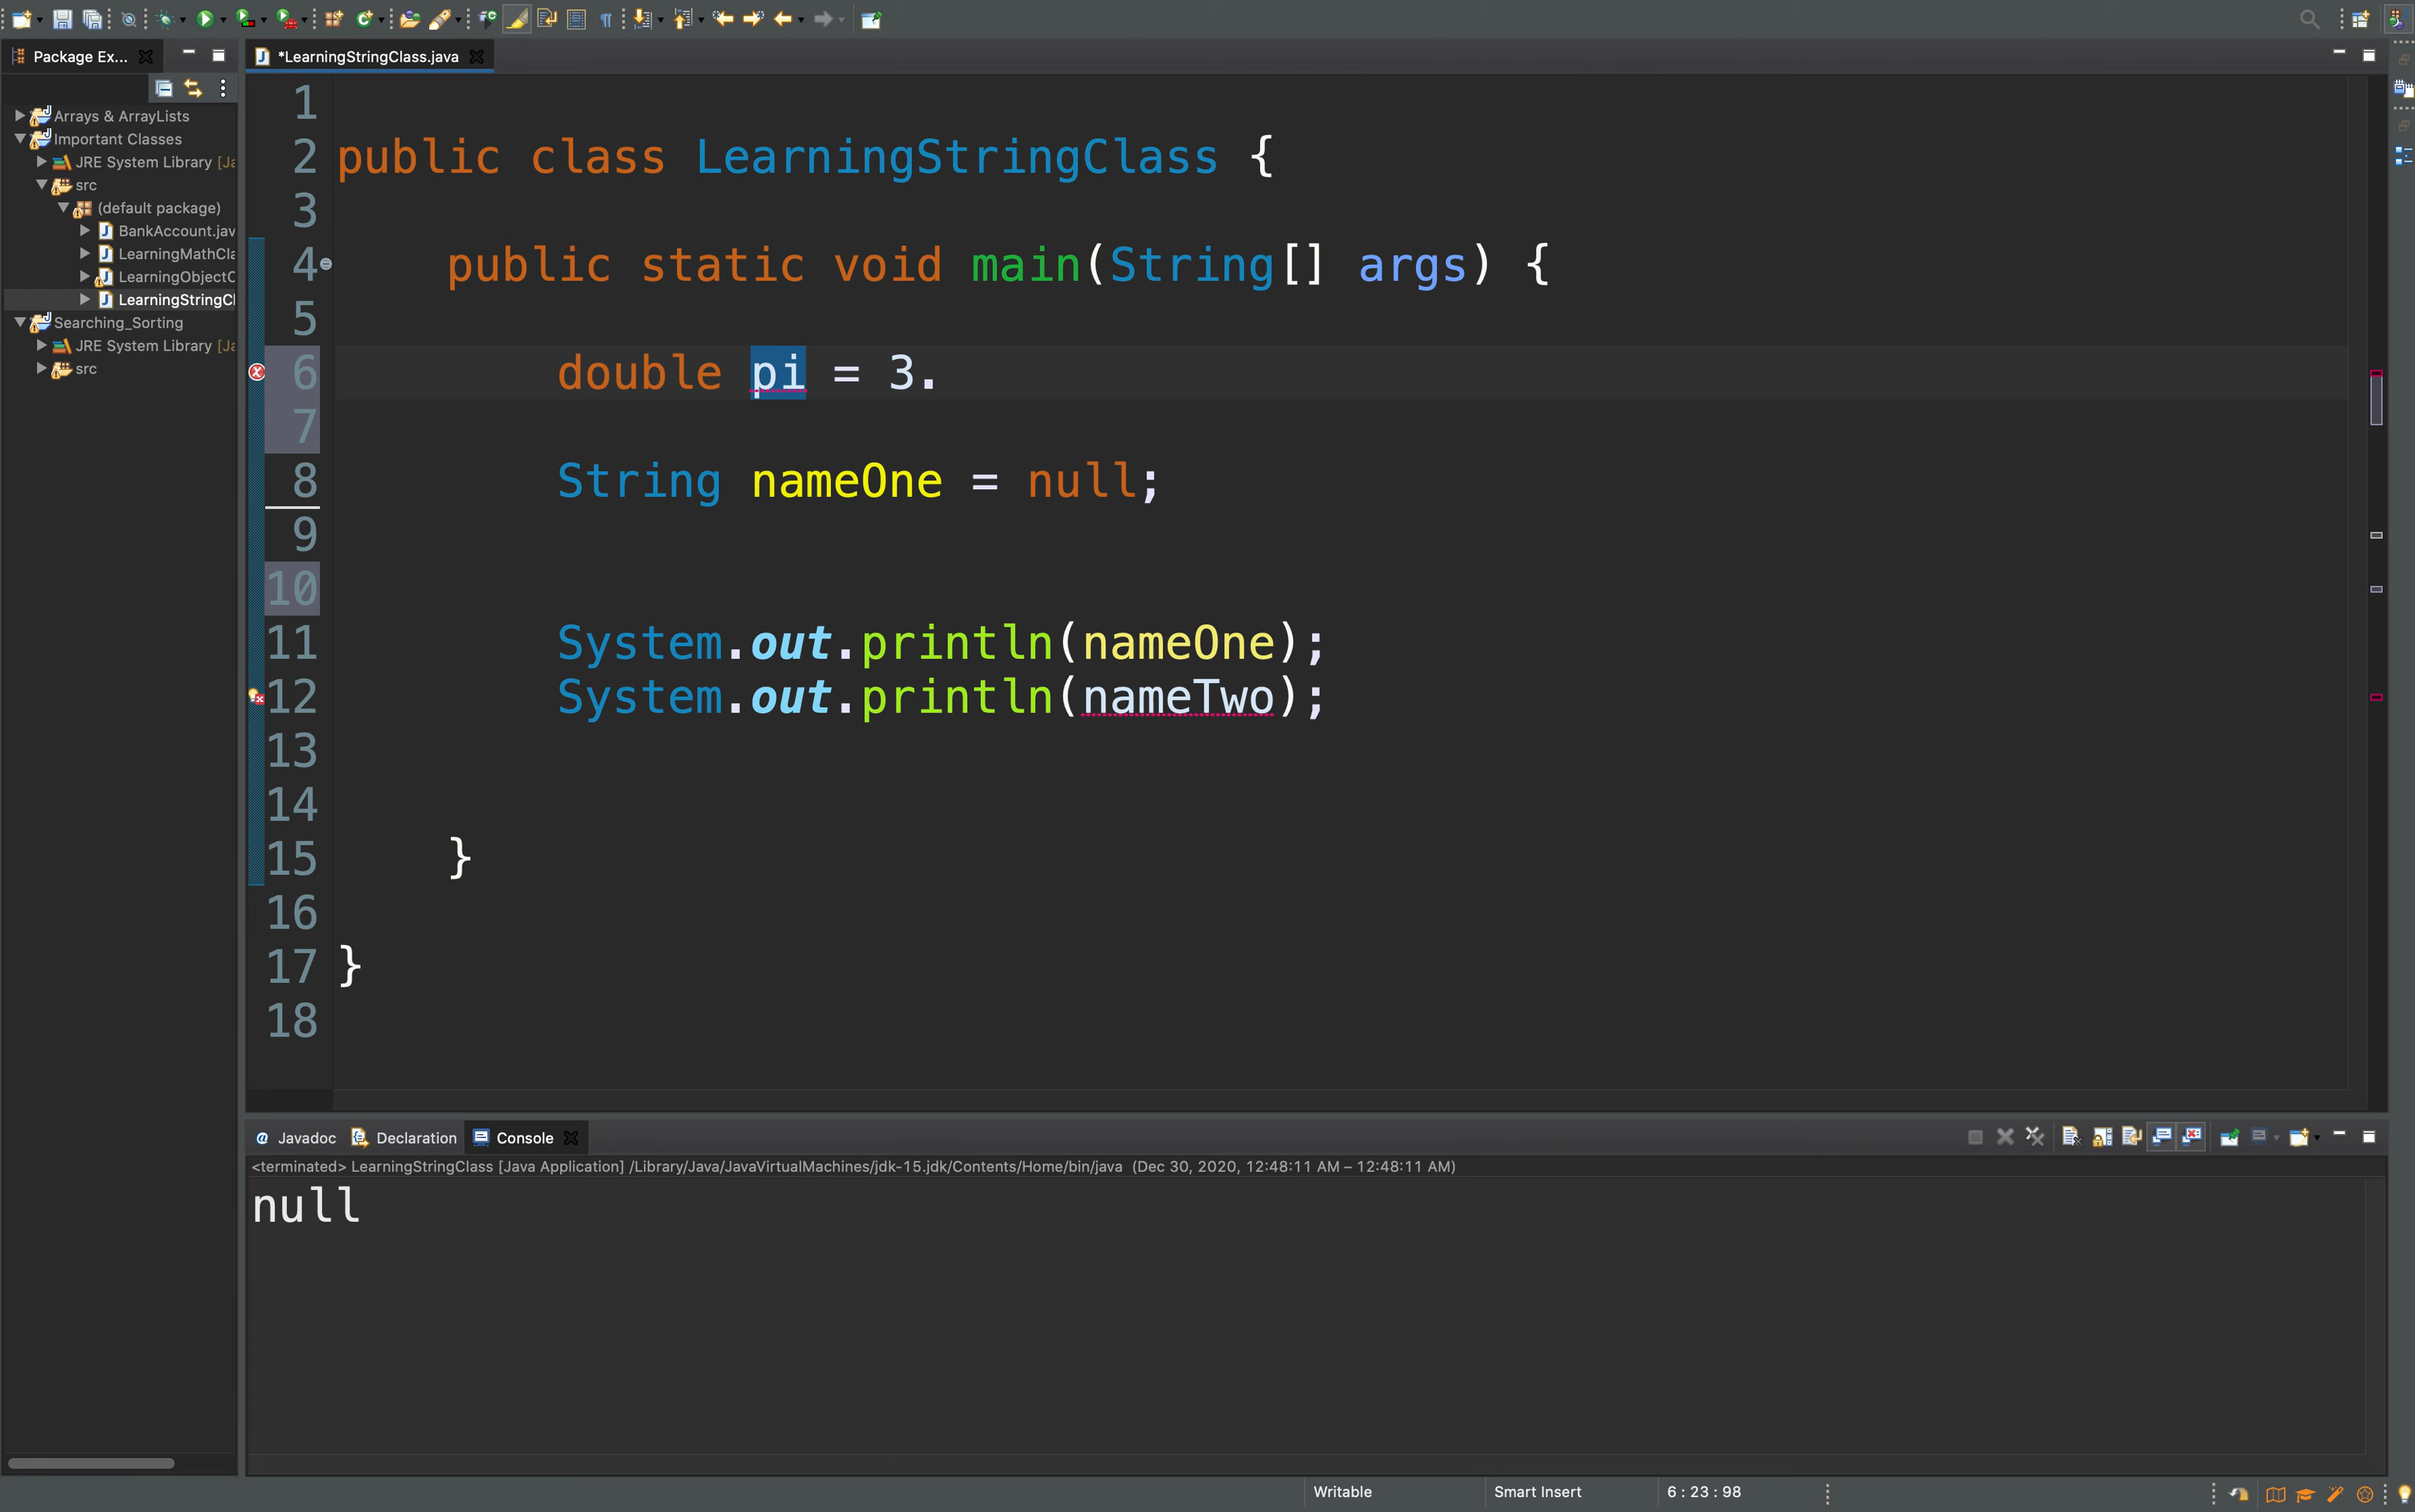 Package Ex...
*LearningStringClass.java
Arrays & ArrayLists
Important Classes
JRE System Library [Ja
src
(default package)
BankAccount.jav
LearningMathCla
LearningObjectC
LearningStringCl
Searching_Sorting
JRE System Library [Ja
src
1
2 public class LearningStringClass {
3
4 public static void main(String[] args) {
5
6 double pi = 3.
7
8 String nameOne = null;
9
10
11 System.out.println(nameOne);
12 System.out.println(nameTwo);
13
14
15 }
16
17 }
18
@ Javadoc Declaration Console
<terminated> LearningStringClass [Java Application] /Library/Java/JavaVirtualMachines/jdk-15.jdk/Contents/Home/bin/java (Dec 30, 2020, 12:48:11 AM – 12:48:11 AM)
null
Writable Smart Insert 6 : 23 : 98